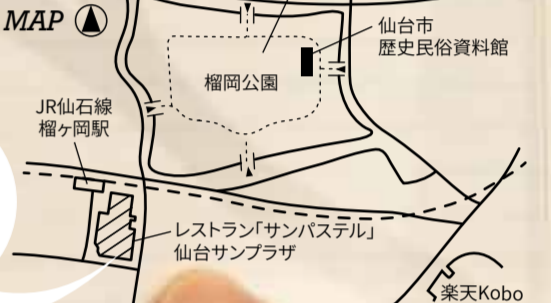 MAP
仙台市
歴史民俗資料館
榴岡公園
JR仙石線
榴ヶ岡駅
レストラン「サンパステル」
仙台サンプラザ
楽天Kobo